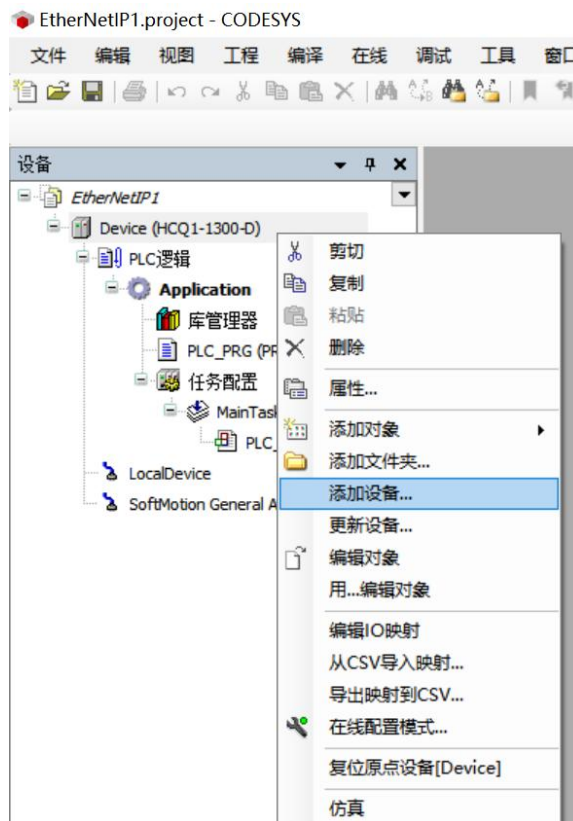 EtherNetIP1.project - CODESYS
文件 编辑 视图 工程 编译 在线 调试 工具
设备
EtherNetIP1
Device (HCQ1-1300-D)
PLC逻辑
Application
库管理器
PLC_PRG
任务配置
PLC_
LocalDevice
SoftMotion General
剪切
复制
粘贴
删除
属性...
添加对象
添加文件夹...
添加设备...
更新设备...
编辑对象
用...编辑对象
编辑IO映射
从CSV导入映射...
导出映射到CSV...
在线配置模式...
复位原点设备[Device]
仿真